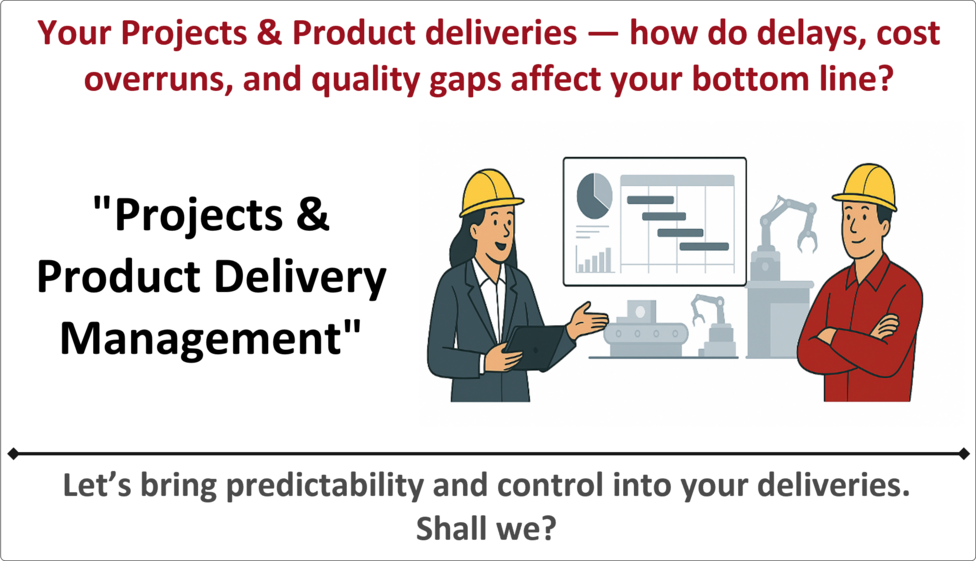 Your Projects & Product deliveries — how do delays, cost
overruns, and quality gaps affect your bottom line?
"Projects &
Product Delivery
Management"
Let’s bring predictability and control into your deliveries.
Shall we?